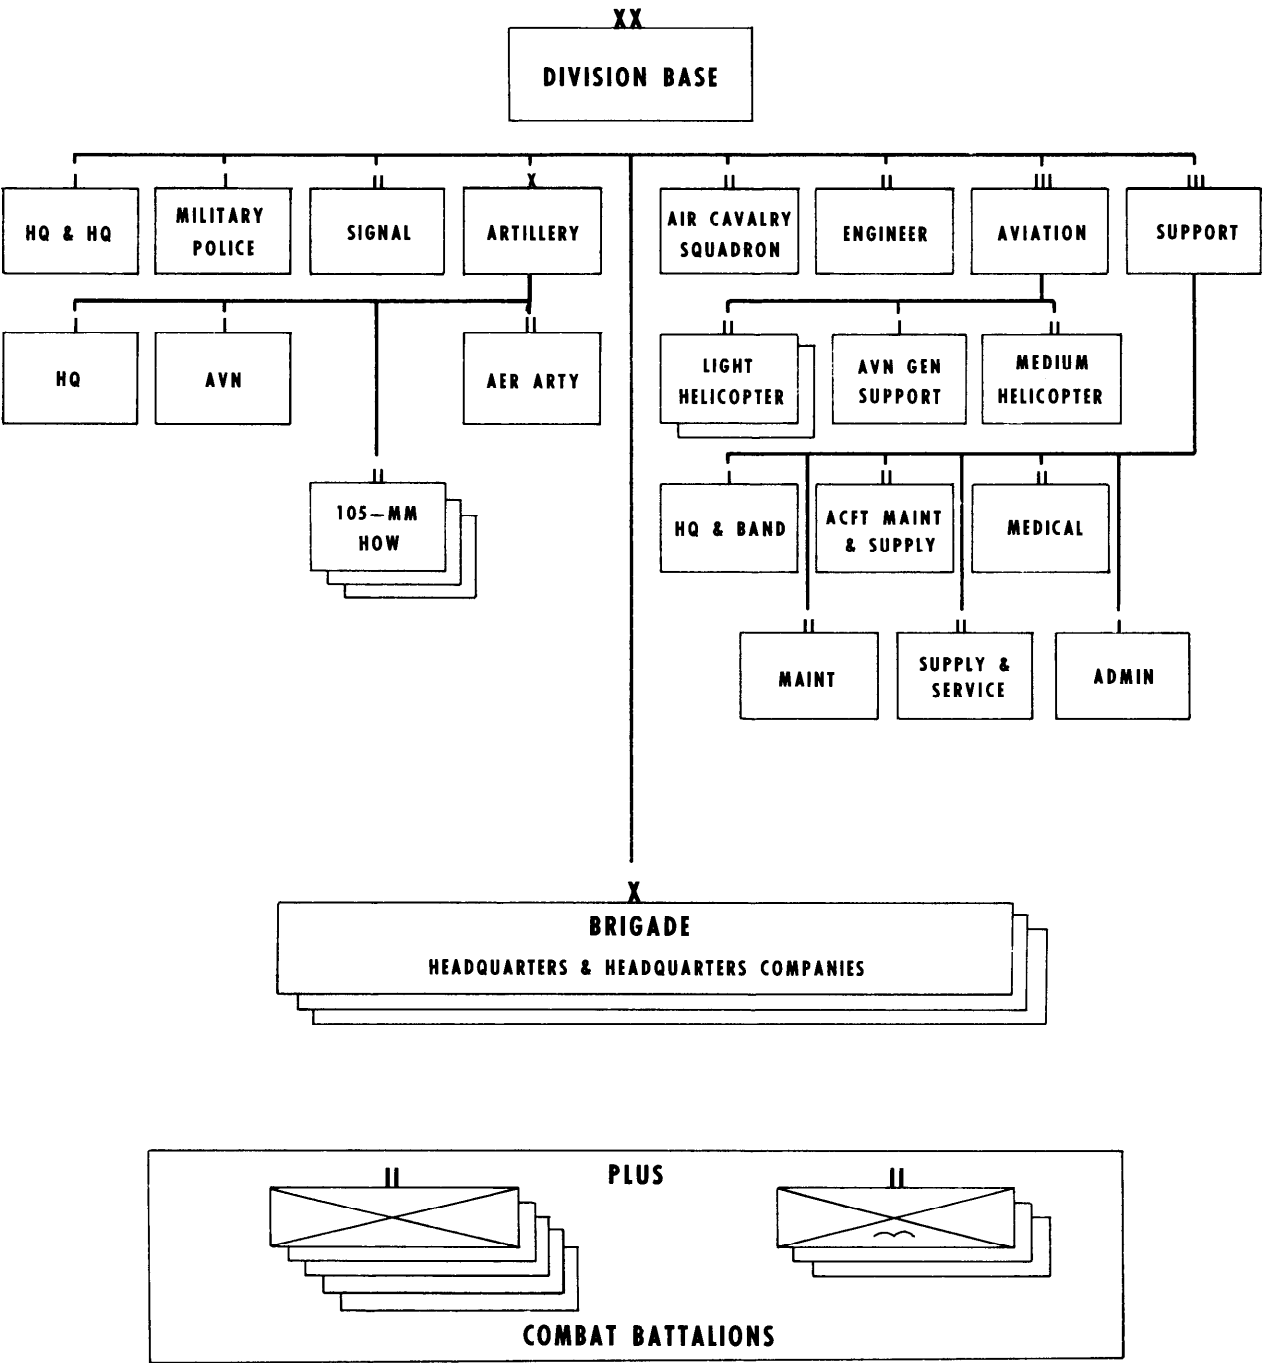 XX
DIVISION BASE
HQ & HQ
MILITARY
POLICE
SIGNAL
X
ARTILLERY
AIR CAVALRY
SQUADRON
ENGINEER
AVIATION
SUPPORT
HQ
AVN
AER ARTY
LIGHT
HELICOPTER
AVN GEN
SUPPORT
MEDIUM
HELICOPTER
105–MM
HOW
HQ & BAND
ACFT MAINT
& SUPPLY
MEDICAL
MAINT
SUPPLY &
SERVICE
ADMIN
X
BRIGADE
HEADQUARTERS & HEADQUARTERS COMPANIES
PLUS
COMBAT BATTALIONS